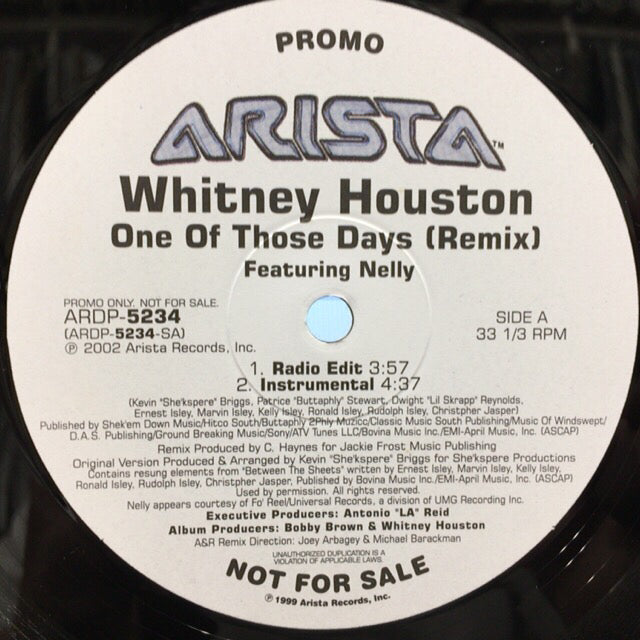 PROMO
ARISTA™
Whitney Houston
One Of Those Days (Remix)
Featuring Nelly
PROMO ONLY. NOT FOR SALE.
ARDP-5234
(ARDP-5234-SA)
℗ 2002 Arista Records, Inc.
SIDE A
33 1/3 RPM
1. Radio Edit 3:57
2. Instrumental 4:37
(Kevin "She'kspere" Briggs, Patrice "Buttaphly" Stewart, Dwight "Lil Skrapp" Reynolds,
Ernest Isley, Marvin Isley, Kelly Isley, Ronald Isley, Rudolph Isley, Christpher Jasper)
Published by Shek'em Down Music/Hitco South/Buttaphly 2Phly Muzicc/Classic Music South Publishing/Music Of Windswept/
D.A.S. Publishing/Ground Breaking Music/Sony/ATV Tunes LLC/Bovina Music Inc./EMI-April Music, Inc. (ASCAP)
Remix Produced by C. Haynes for Jackie Frost Music Publishing
Original Version Produced & Arranged by Kevin "She'kspere" Briggs for She'kspere Productions
Contains resung elements from "Between The Sheets" written by Ernest Isley, Marvin Isley, Kelly Isley,
Ronald Isley, Rudolph Isley, Christpher Jasper, Published by Bovina Music Inc./EMI-April Music, Inc. (ASCAP)
Used by permission. All rights reserved.
Nelly appears courtesy of Fo' Reel/Universal Records, a division of UMG Recording Inc.
Executive Producers: Antonio "LA" Reid
Album Producers: Bobby Brown & Whitney Houston
A&R Remix Direction: Joey Arbagey & Michael Barackman
UNAUTHORIZED DUPLICATION IS A
VIOLATION OF APPLICABLE LAWS.
NOT FOR SALE
℗ 1999 Arista Records, Inc.